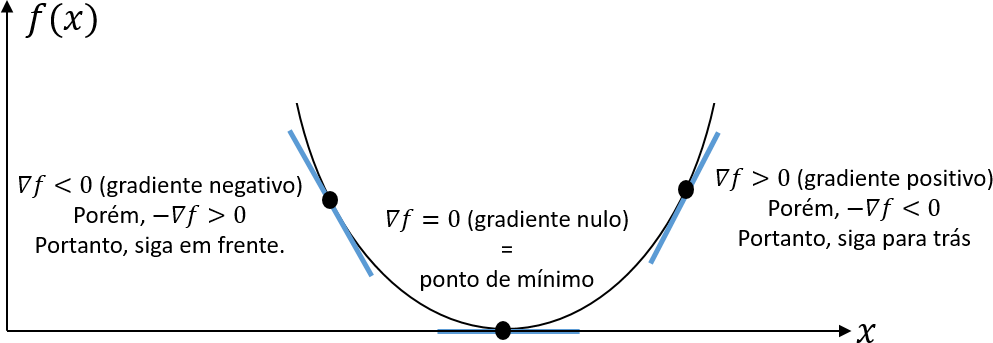 f(x)
∇f < 0 (gradiente negativo)
Porém, −∇f > 0
Portanto, siga em frente.
∇f = 0 (gradiente nulo)
=
ponto de mínimo
∇f > 0 (gradiente positivo)
Porém, −∇f < 0
Portanto, siga para trás
x